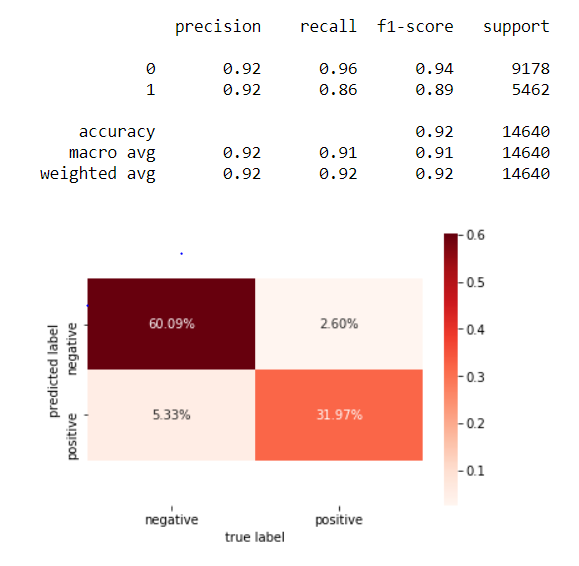 precision recall f1-score support
0 0.92 0.96 0.94 9178
1 0.92 0.86 0.89 5462
accuracy 0.92 14640
macro avg 0.92 0.91 0.91 14640
weighted avg 0.92 0.92 0.92 14640
0.6
0.5
0.4
0.3
0.2
0.1
predicted label
negative
60.09% 2.60%
positive
5.33% 31.97%
negative positive
true label